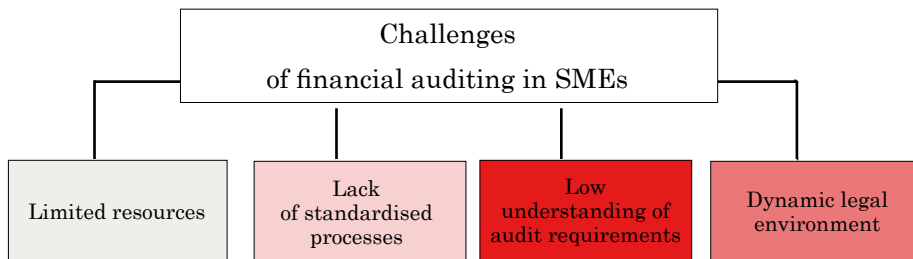 Challenges
of financial auditing in SMEs
Limited resources
Lack
of standardised
processes
Low
understanding of
audit requirements
Dynamic legal
environment